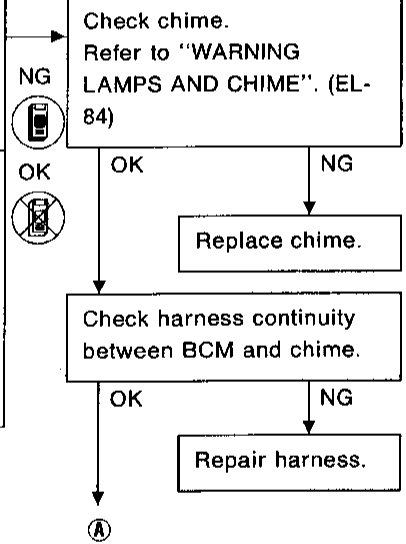 Check chime.
Refer to "WARNING
LAMPS AND CHIME". (EL-
84)
NG
OK
OK
NG
Replace chime.
Check harness continuity
between BCM and chime.
OK
NG
Repair harness.
A